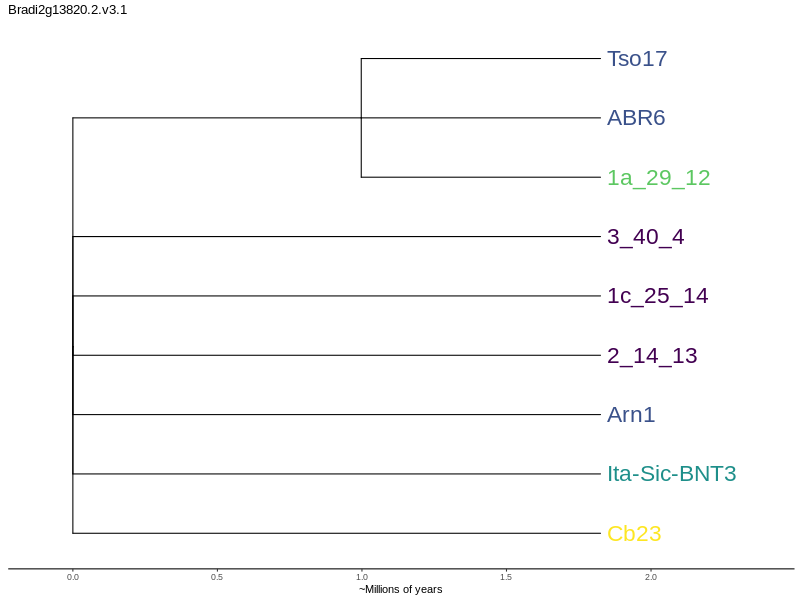 Bradi2g13820.2.v3.1
Tso17
ABR6
1a_29_12
3_40_4
1c_25_14
2_14_13
Arn1
Ita-Sic-BNT3
Cb23
0.0 0.5 1.0 1.5 2.0
~Millions of years